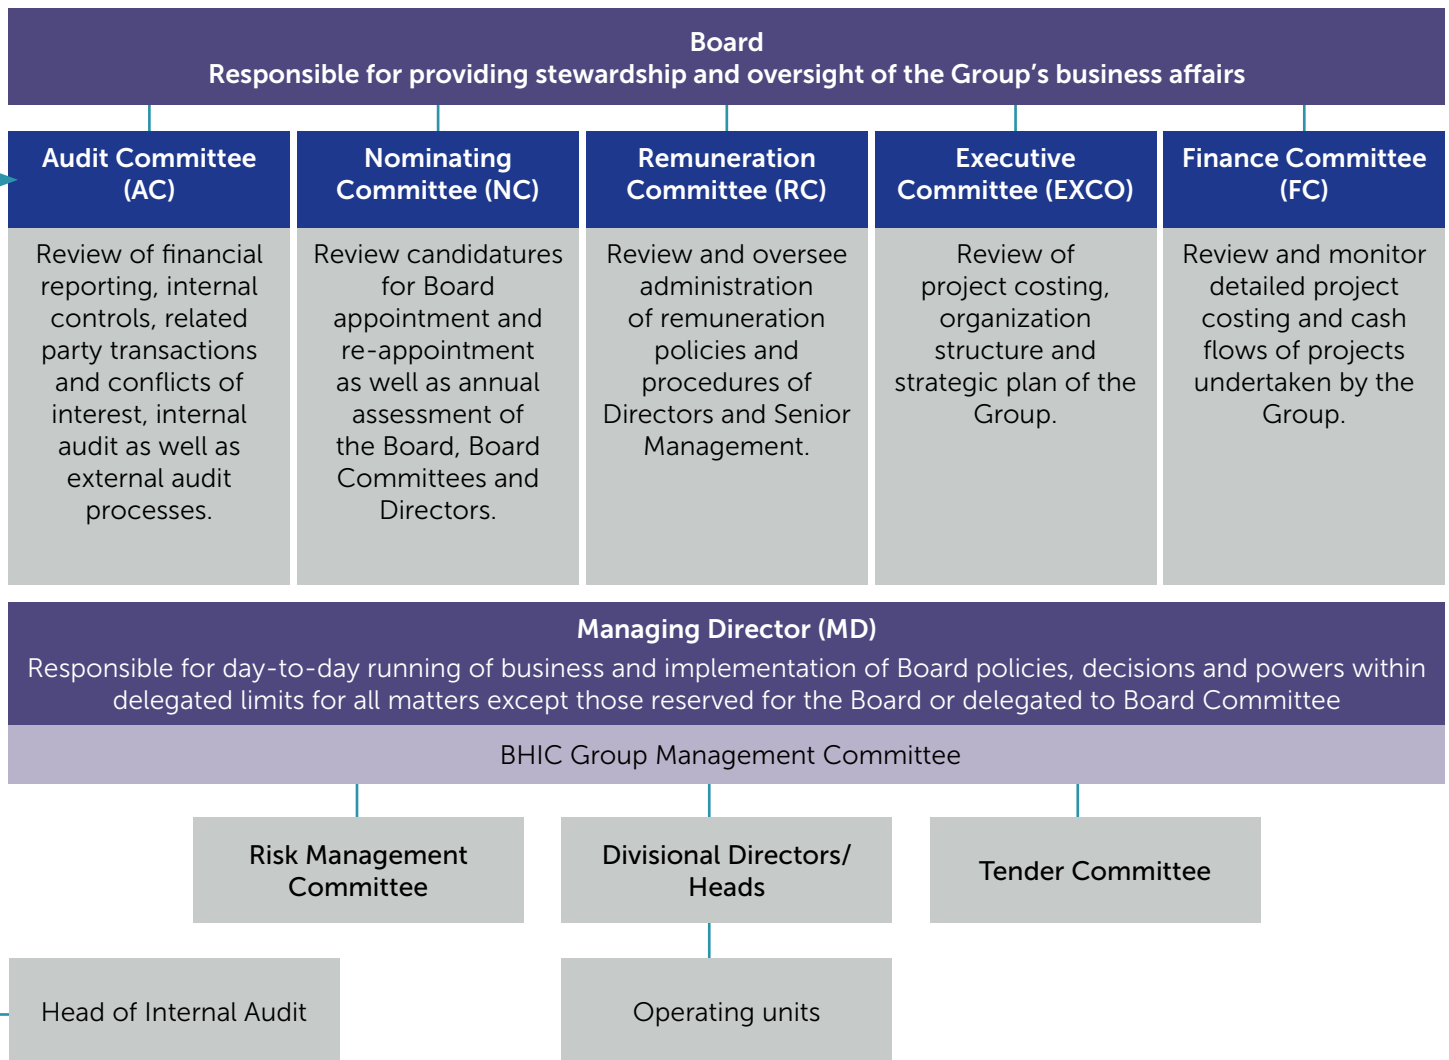 Board
Responsible for providing stewardship and oversight of the Group's business affairs
Audit Committee
(AC)
Review of financial
reporting, internal
controls, related
party transactions
and conflicts of
interest, internal
audit as well as
external audit
processes.
Nominating
Committee (NC)
Review candidatures
for Board
appointment and
re-appointment
as well as annual
assessment of
the Board, Board
Committees and
Directors.
Remuneration
Committee (RC)
Review and oversee
administration
of remuneration
policies and
procedures of
Directors and Senior
Management.
Executive
Committee (EXCO)
Review of
project costing,
organization
structure and
strategic plan of the
Group.
Finance Committee
(FC)
Review and monitor
detailed project
costing and cash
flows of projects
undertaken by the
Group.
Managing Director (MD)
Responsible for day-to-day running of business and implementation of Board policies, decisions and powers within
delegated limits for all matters except those reserved for the Board or delegated to Board Committee
BHIC Group Management Committee
Risk Management
Committee
Divisional Directors/
Heads
Tender Committee
Head of Internal Audit
Operating units